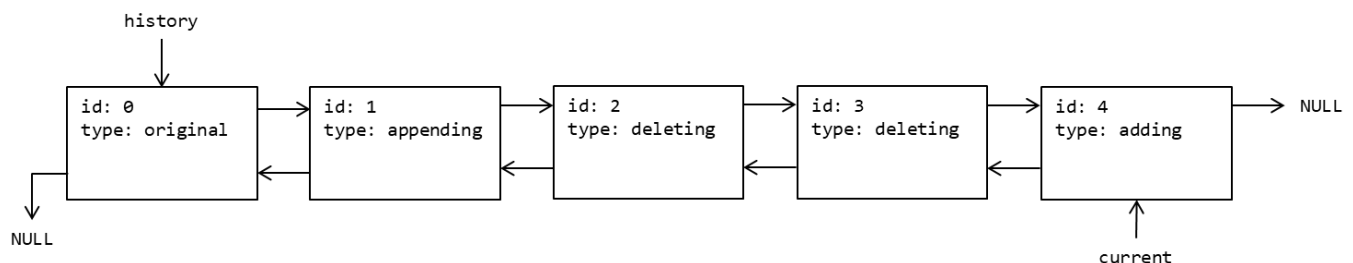 history
id: 0
type: original
id: 1
type: appending
id: 2
type: deleting
id: 3
type: deleting
id: 4
type: adding
NULL
NULL
current